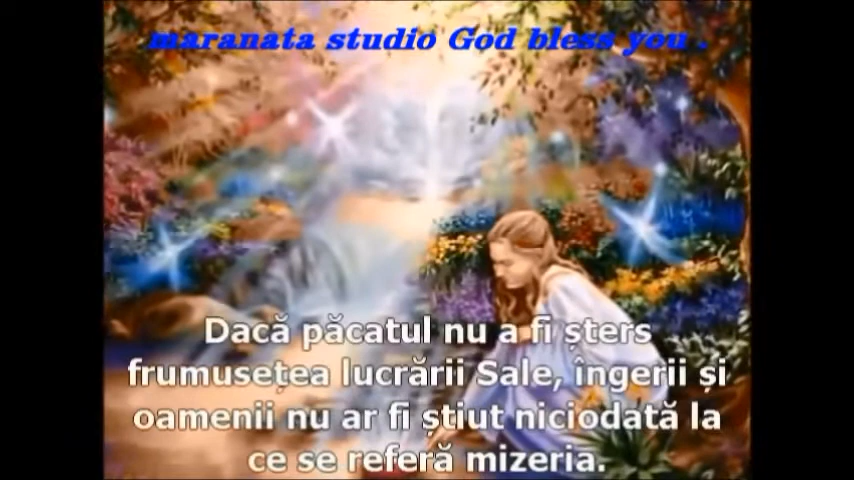 maranata studio God bless you .
Dacă păcatul nu a fi șters
frumusețea lucrării Sale, îngerii și
oamenii nu ar fi știut niciodată la
ce se referă mizeria.